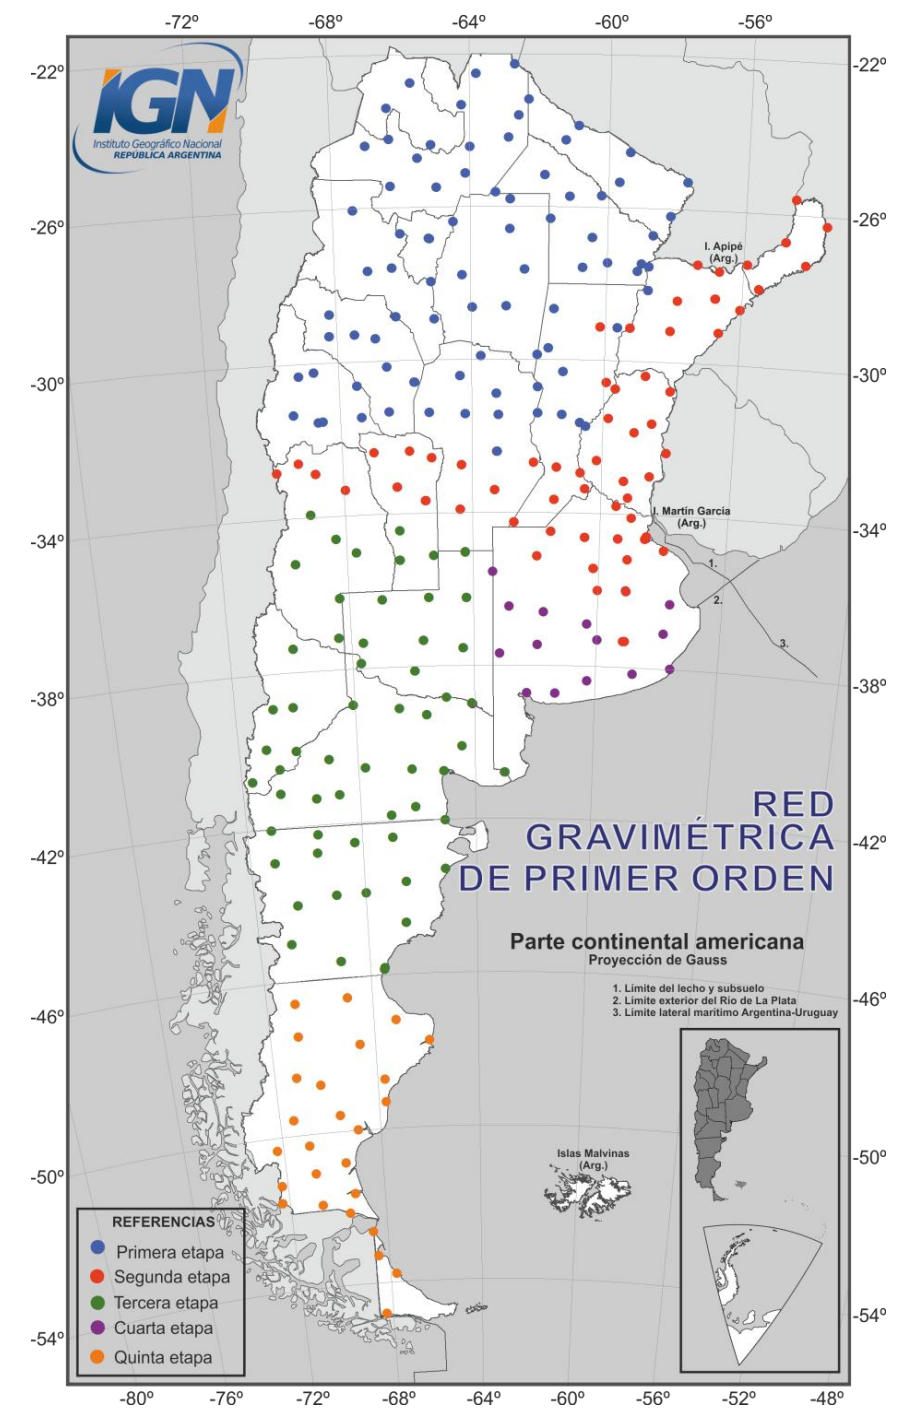 -72º -68º -64º -60º -56º
-22º -22º
IGN
Instituto Geográfico Nacional
REPÚBLICA ARGENTINA
-26º -26º
I. Apipé
(Arg.)
-30º -30º
I. Martín García
(Arg.)
-34º -34º
1.
2.
3.
-38º -38º
RED
GRAVIMÉTRICA
DE PRIMER ORDEN
-42º -42º
Parte continental americana
Proyección de Gauss
1. Límite del lecho y subsuelo
2. Límite exterior del Río de La Plata
3. Límite lateral marítimo Argentina-Uruguay
-46º -46º
Islas Malvinas
(Arg.)
-50º -50º
REFERENCIAS
Primera etapa
Segunda etapa
Tercera etapa
Cuarta etapa
Quinta etapa
-54º -54º
-80º -76º -72º -68º -64º -60º -56º -52º -48º